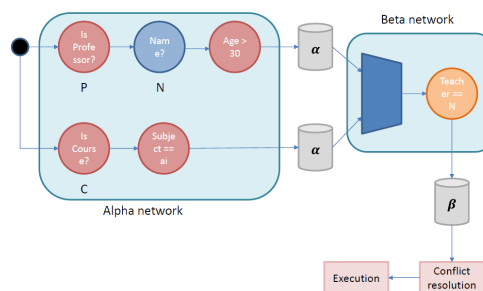 Beta network
Is
Profe
ssor?
Nam
e?
Age >
30
α
P
N
Teach
er ==
N
Is
Cours
e?
Subje
ct ==
ai
α
C
Alpha network
β
Execution
Conflict
resolution